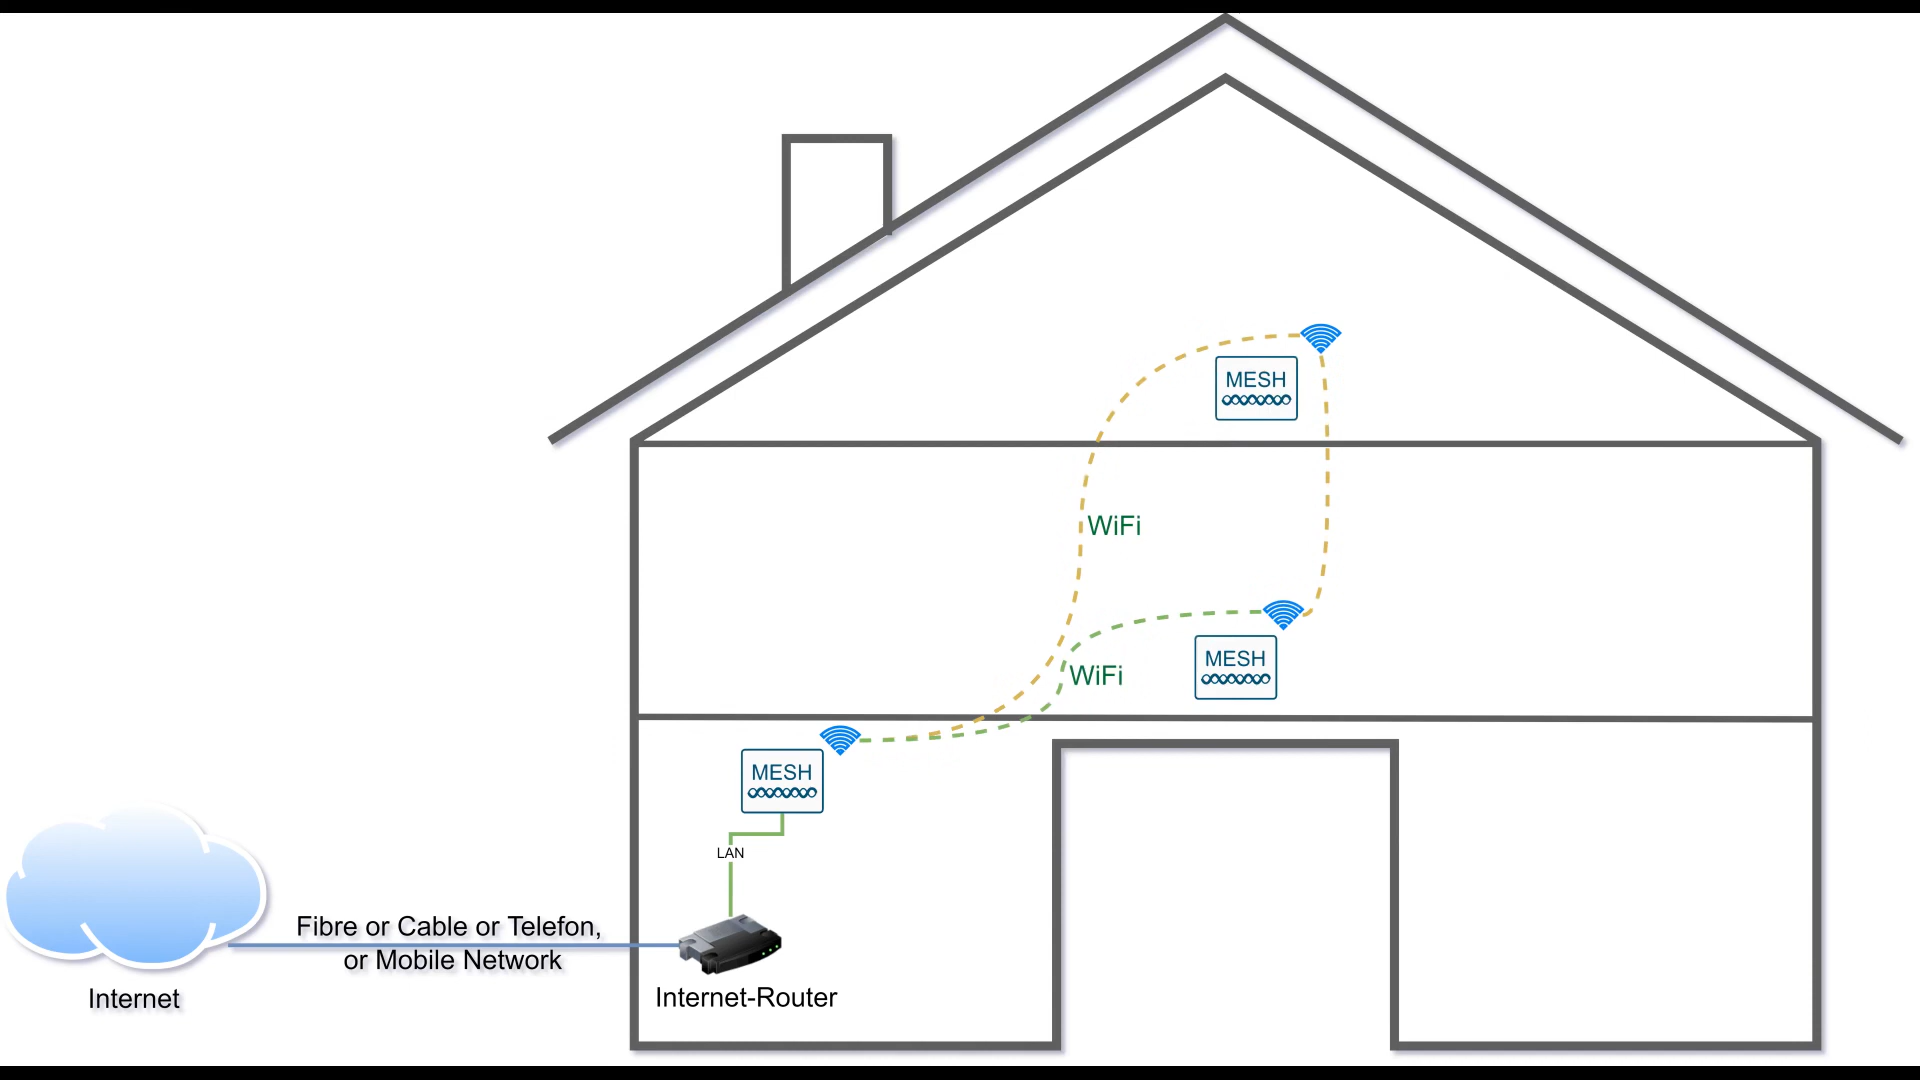 MESH
WiFi
WiFi
MESH
MESH
LAN
Fibre or Cable or Telefon,
or Mobile Network
Internet
Internet-Router